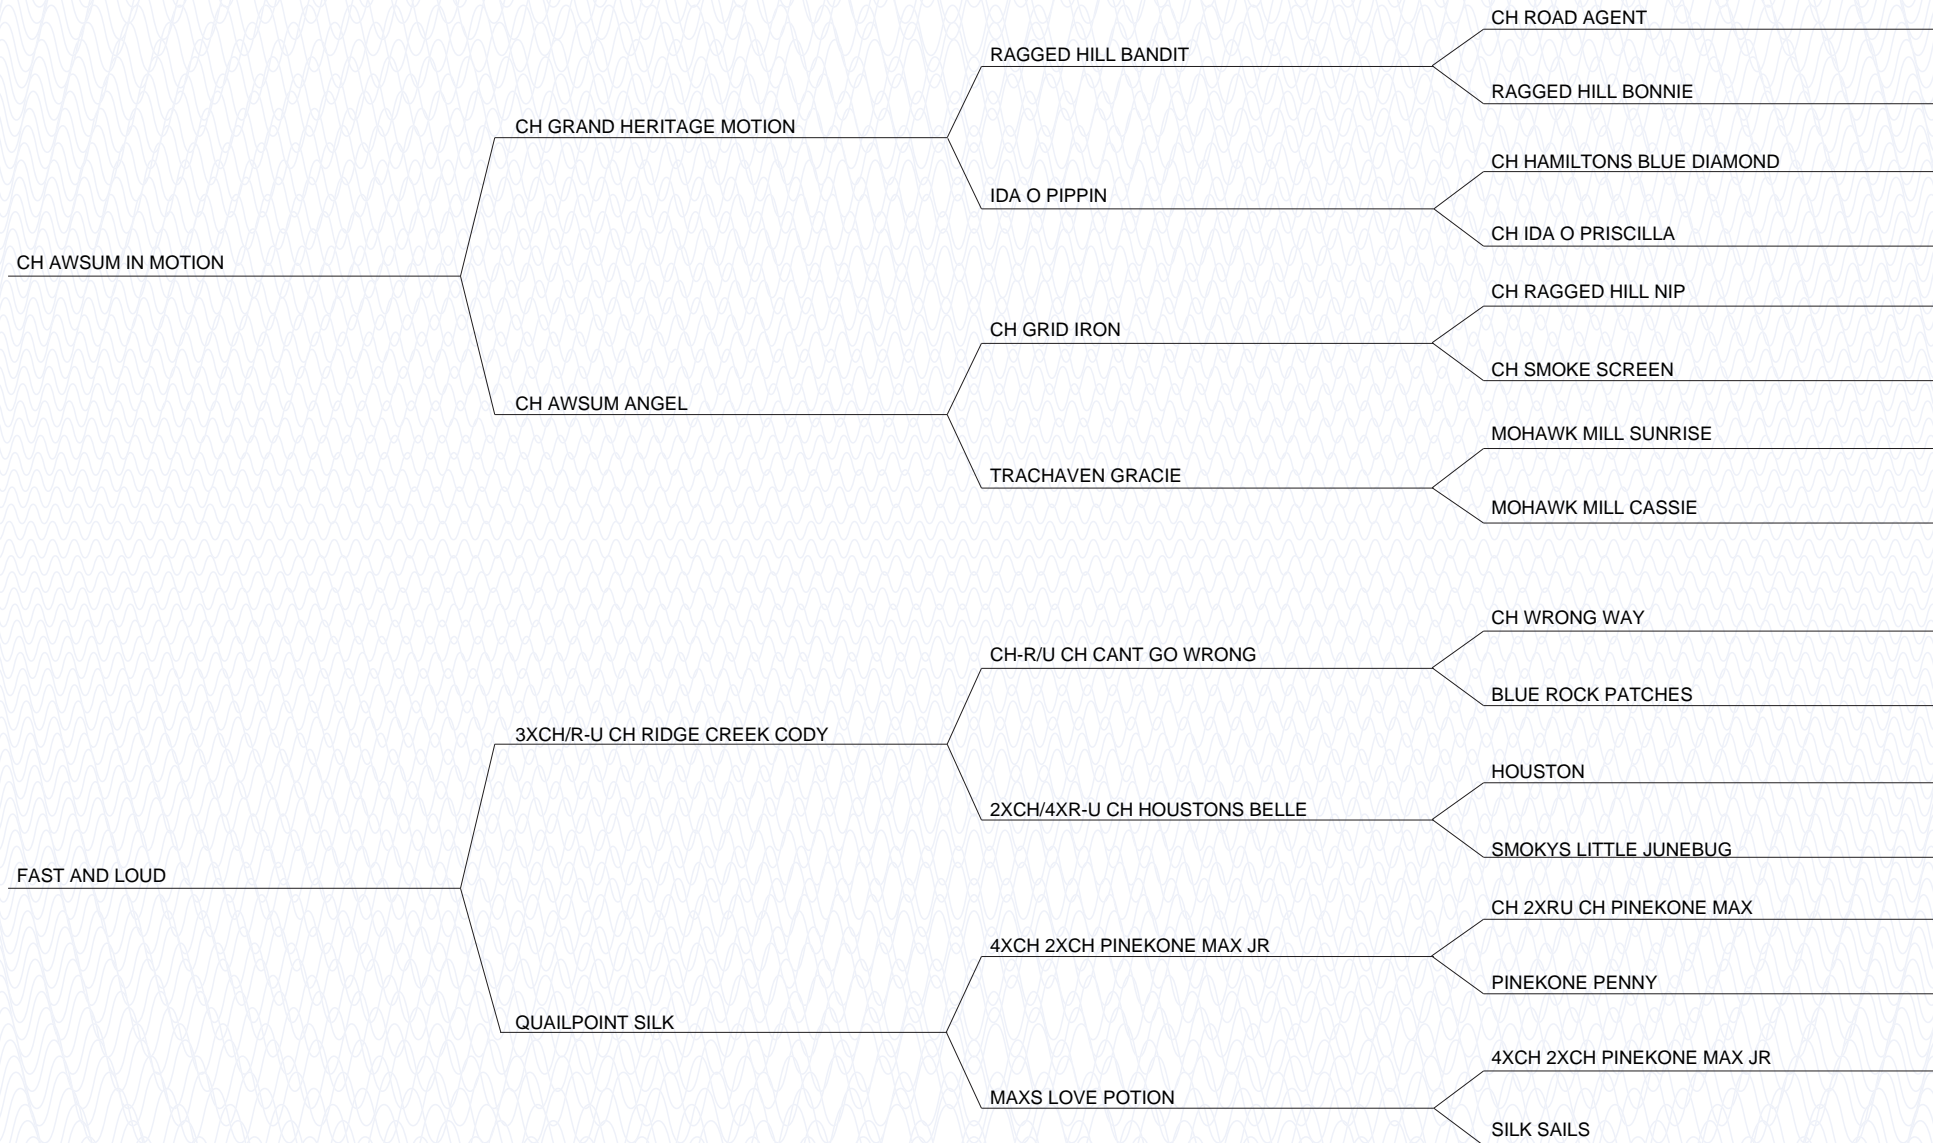 CH ROAD AGENT
RAGGED HILL BANDIT
RAGGED HILL BONNIE
CH GRAND HERITAGE MOTION
CH HAMILTONS BLUE DIAMOND
IDA O PIPPIN
CH IDA O PRISCILLA
CH AWSUM IN MOTION
CH RAGGED HILL NIP
CH GRID IRON
CH SMOKE SCREEN
CH AWSUM ANGEL
MOHAWK MILL SUNRISE
TRACHAVEN GRACIE
MOHAWK MILL CASSIE
CH WRONG WAY
CH-R/U CH CANT GO WRONG
BLUE ROCK PATCHES
3XCH/R-U CH RIDGE CREEK CODY
HOUSTON
2XCH/4XR-U CH HOUSTONS BELLE
SMOKYS LITTLE JUNEBUG
FAST AND LOUD
CH 2XRU CH PINEKONE MAX
4XCH 2XCH PINEKONE MAX JR
PINEKONE PENNY
QUAILPOINT SILK
4XCH 2XCH PINEKONE MAX JR
MAXS LOVE POTION
SILK SAILS